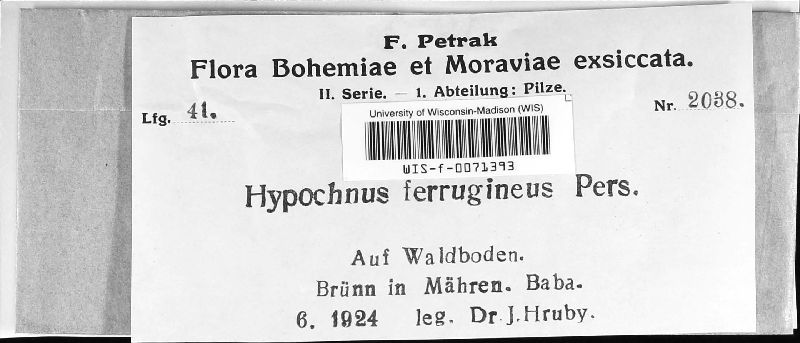 F. Petrak
Flora Bohemiae et Moraviae exsiccata.
II. Serie. — 1. Abteilung: Pilze.
Lfg. 41.
Nr. 2038.
University of Wisconsin-Madison (WIS)
WIS-f-0071393
Hypochnus ferrugineus Pers.
Auf Waldboden.
Brünn in Mähren. Baba.
6. 1924 leg. Dr. J. Hruby.